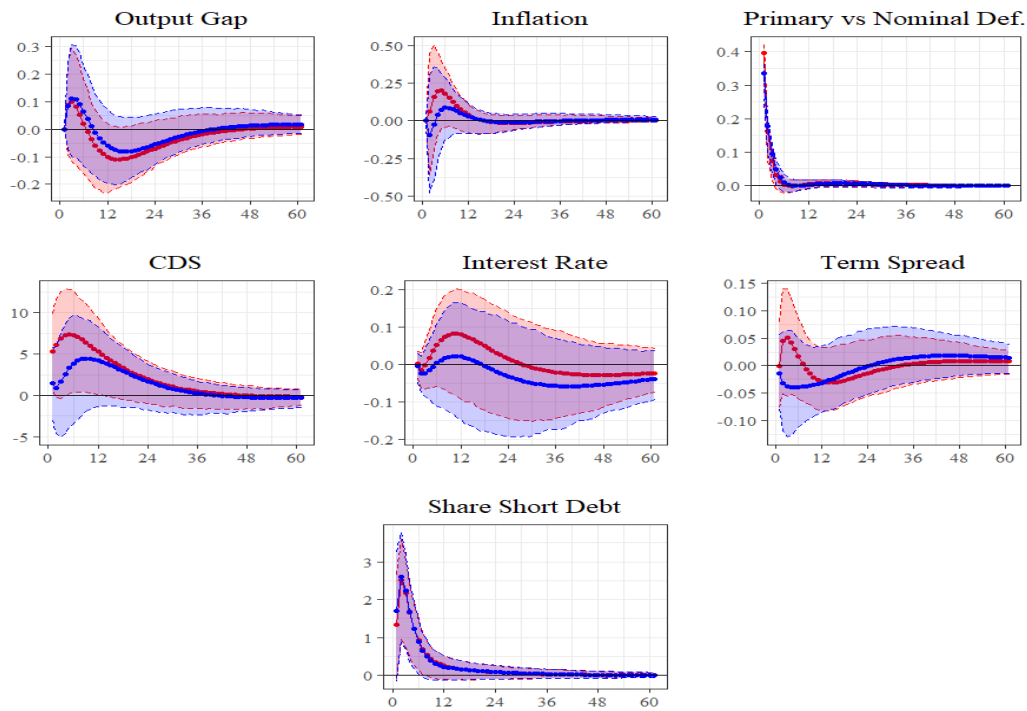 Output Gap
Inflation
Primary vs Nominal Def.
0.3
0.2
0.1
0.0
-0.1
-0.2
0 12 24 36 48 60
0.50
0.25
0.00
-0.25
-0.50
0 12 24 36 48 60
0.4
0.3
0.2
0.1
0.0
0 12 24 36 48 60
CDS
Interest Rate
Term Spread
10
5
0
-5
0 12 24 36 48 60
0.2
0.1
0.0
-0.1
-0.2
0 12 24 36 48 60
0.15
0.10
0.05
0.00
-0.05
-0.10
0 12 24 36 48 60
Share Short Debt
3
2
1
0
0 12 24 36 48 60